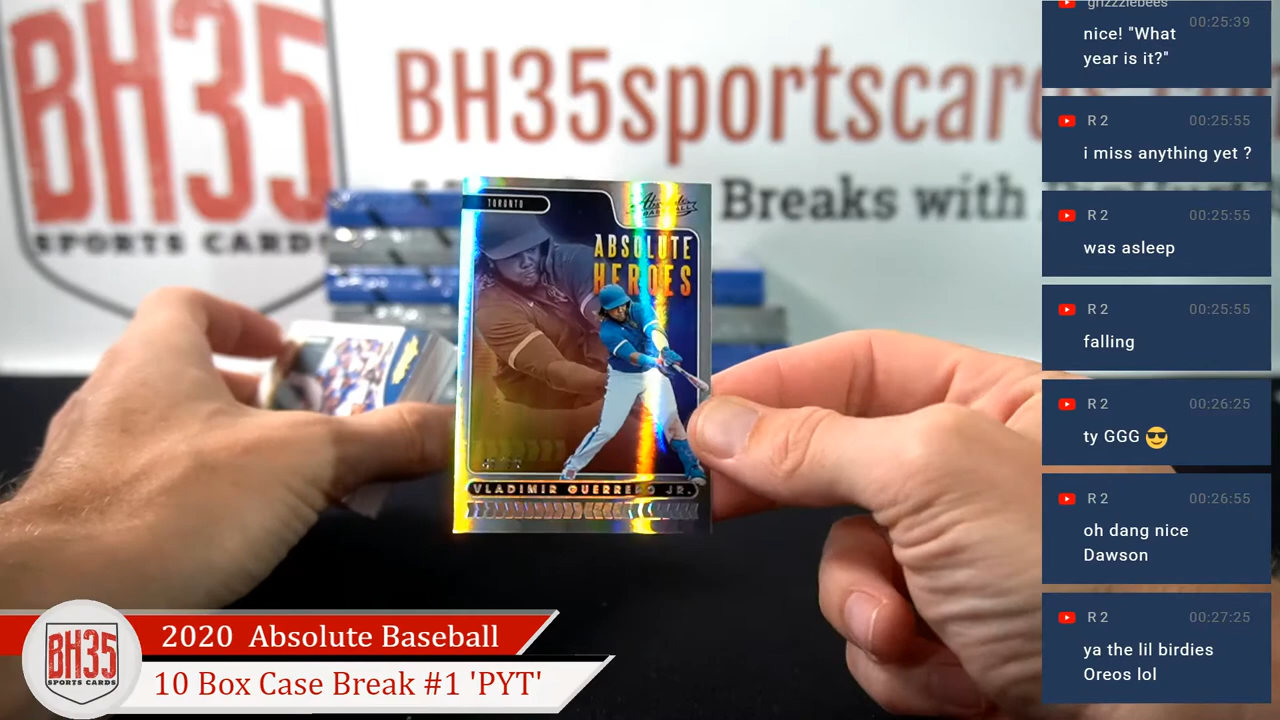 BH35
SPORTS CARDS
BH35sportscards
Breaks with
TORONTO
Absolute
BASEBALL
ABSOLUTE
HEROES
VLADIMIR GUERRERO JR.
BH35
SPORTS CARDS
2020 Absolute Baseball
10 Box Case Break #1 'PYT'
grizzzlebees
00:25:39
nice! "What
year is it?"
R 2 00:25:55
i miss anything yet ?
R 2 00:25:55
was asleep
R 2 00:25:55
falling
R 2 00:26:25
ty GGG 😎
R 2 00:26:55
oh dang nice
Dawson
R 2 00:27:25
ya the lil birdies
Oreos lol